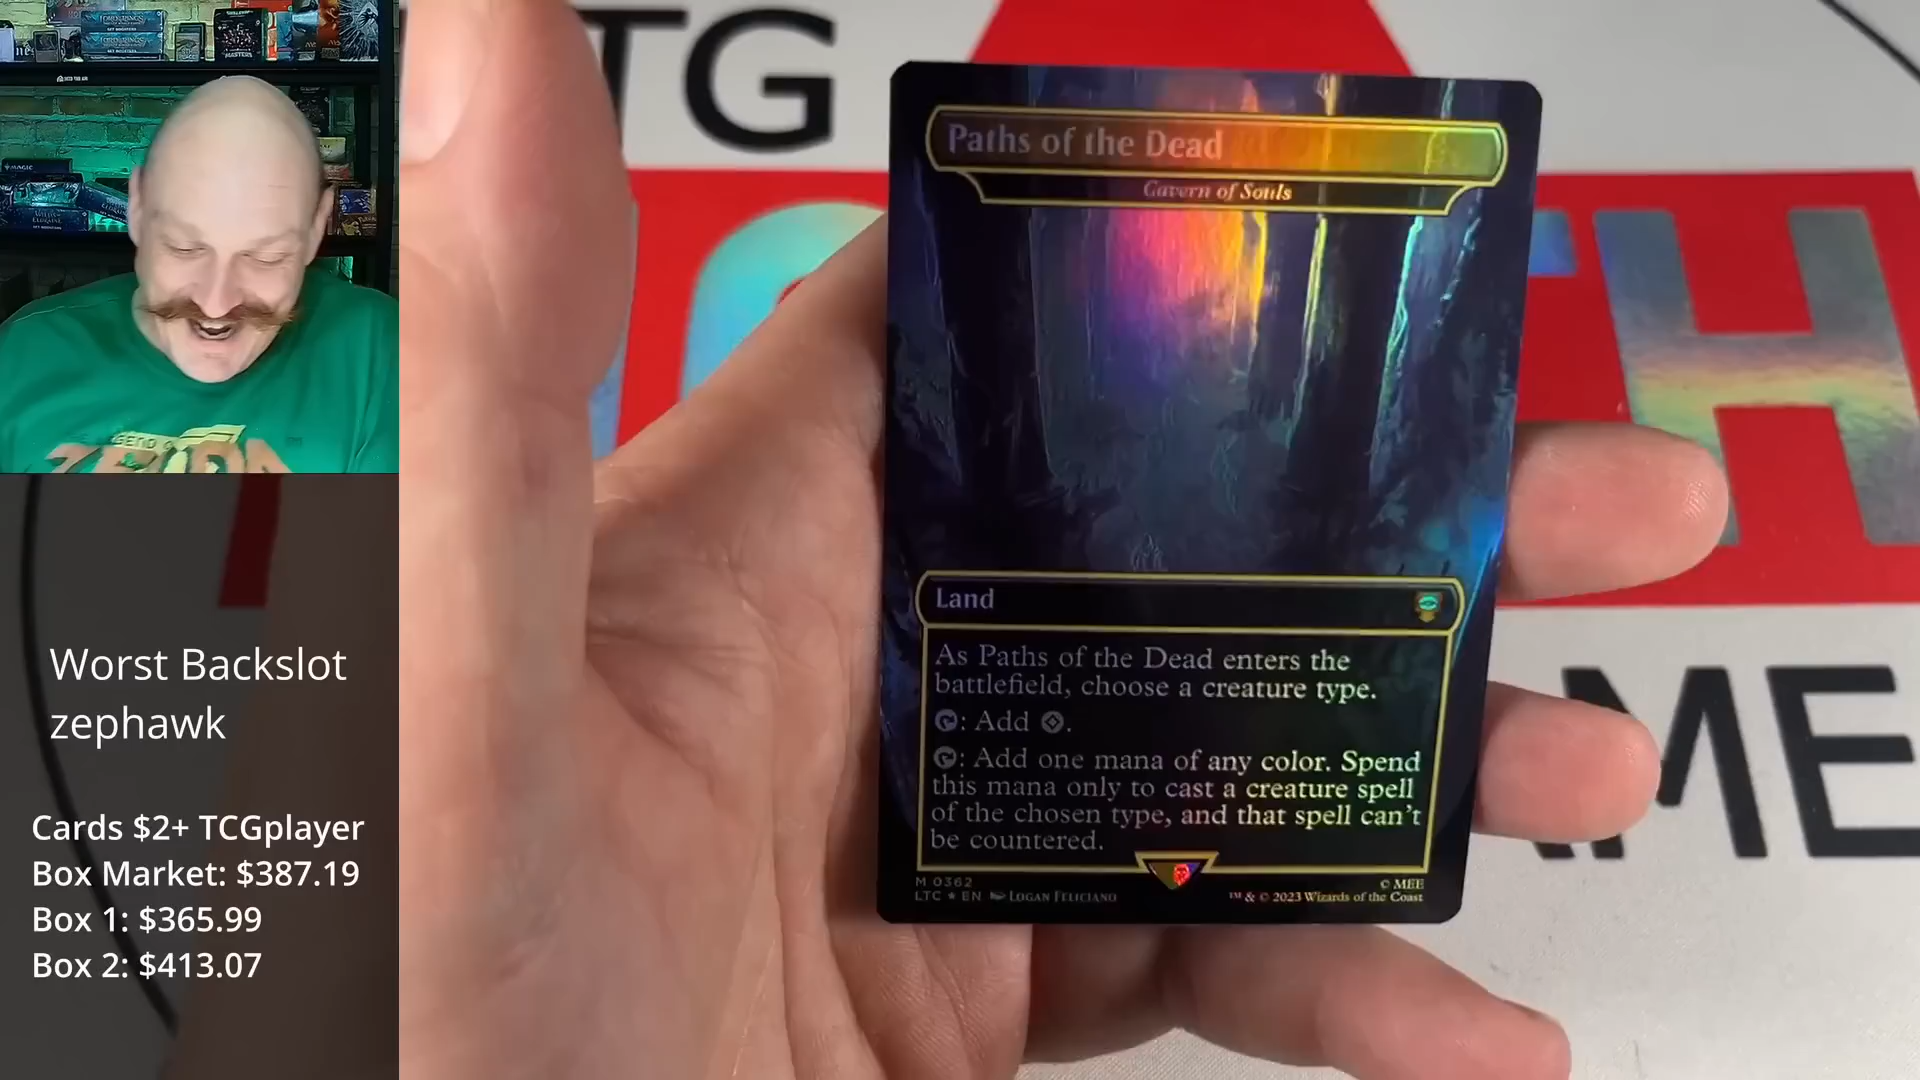 Worst Backslot
zephawk
Cards $2+ TCGplayer
Box Market: $387.19
Box 1: $365.99
Box 2: $413.07
TG
ME
Paths of the Dead
Cavern of Souls
Land
As Paths of the Dead enters the
battlefield, choose a creature type.
: Add .
: Add one mana of any color. Spend
this mana only to cast a creature spell
of the chosen type, and that spell can't
be countered.
M 0362
LTC ★ EN LOGAN FELICIANO
© MEE
™ & © 2023 Wizards of the Coast